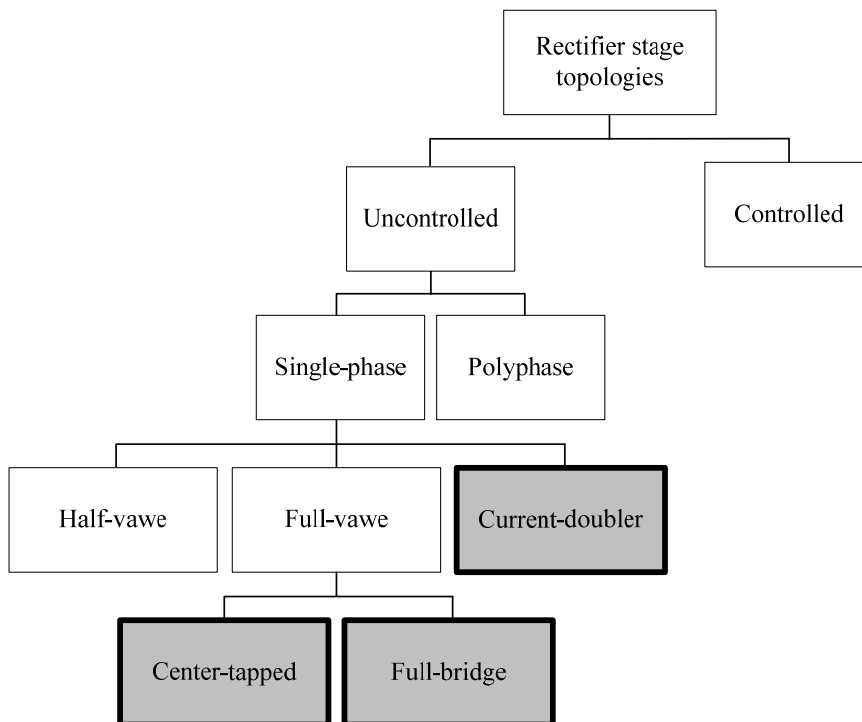 Rectifier stage
topologies
Uncontrolled
Controlled
Single-phase
Polyphase
Half-vawe
Full-vawe
Current-doubler
Center-tapped
Full-bridge